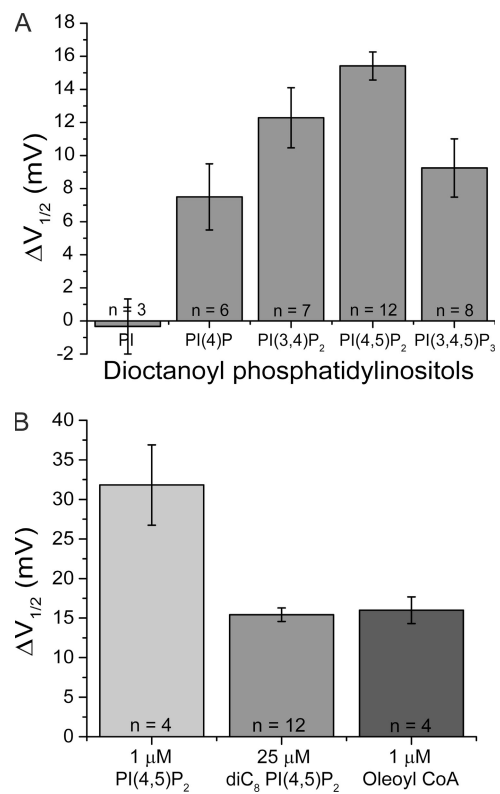 A
ΔV1/2 (mV)
18
16
14
12
10
8
6
4
2
0
-2
n = 3
n = 6
n = 7
n = 12
n = 8
PI
PI(4)P
PI(3,4)P2
PI(4,5)P2
PI(3,4,5)P3
Dioctanoyl phosphatidylinositols
B
ΔV1/2 (mV)
40
35
30
25
20
15
10
5
0
n = 4
n = 12
n = 4
1 μM
PI(4,5)P2
25 μM
diC8 PI(4,5)P2
1 μM
Oleoyl CoA